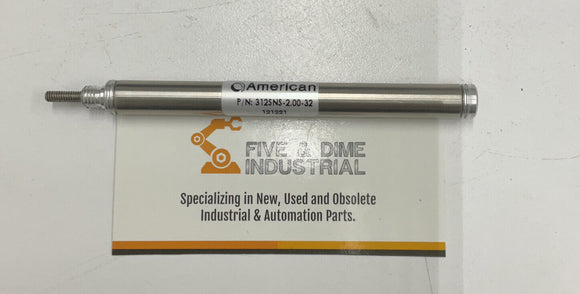 American
P/N: 312SNS-2.00-32
121221
FIVE & DIME
INDUSTRIAL
Specializing in New, Used and Obsolete
Industrial & Automation Parts.